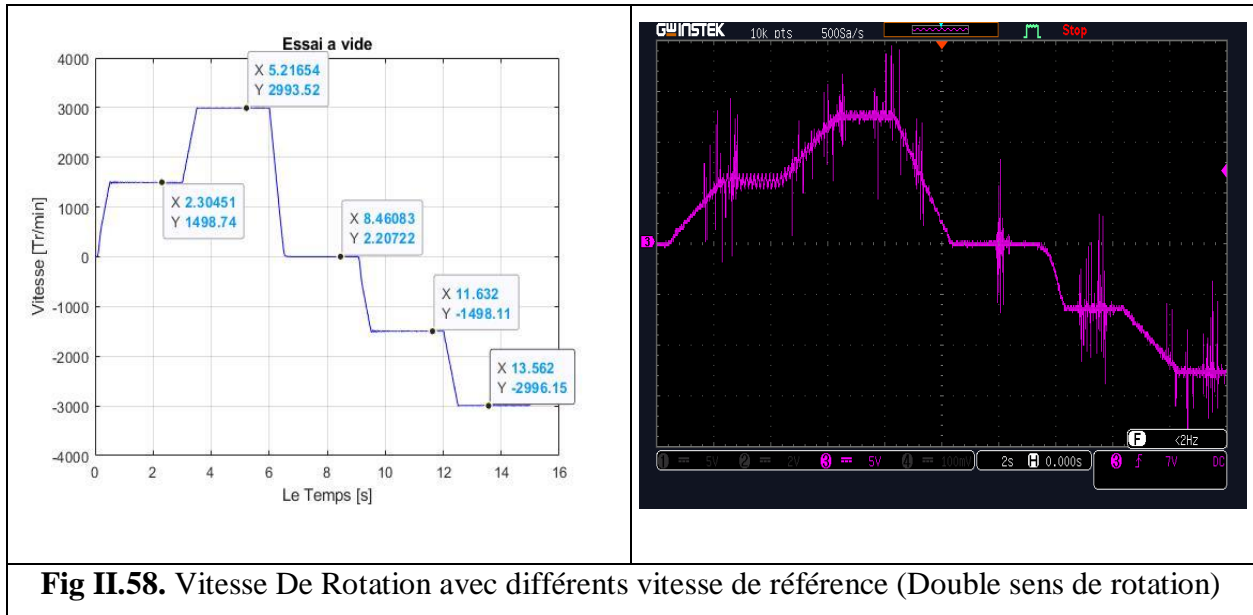 Essai a vide
4000
3000
2000
1000
0
-1000
-2000
-3000
-4000
Vitesse [Tr/min]
X 5.21654
Y 2993.52
X 2.30451
Y 1498.74
X 8.46083
Y 2.20722
X 11.632
Y -1498.11
X 13.562
Y -2996.15
0 2 4 6 8 10 12 14 16
Le Temps [s]
GWINSTEK 10k pts 500Sa/s Stop
3
F <2Hz
1 5V 2 2V 3 5V 4 100mV 2s H 0.000s 3 7V DC
Fig II.58. Vitesse De Rotation avec différents vitesse de référence (Double sens de rotation)